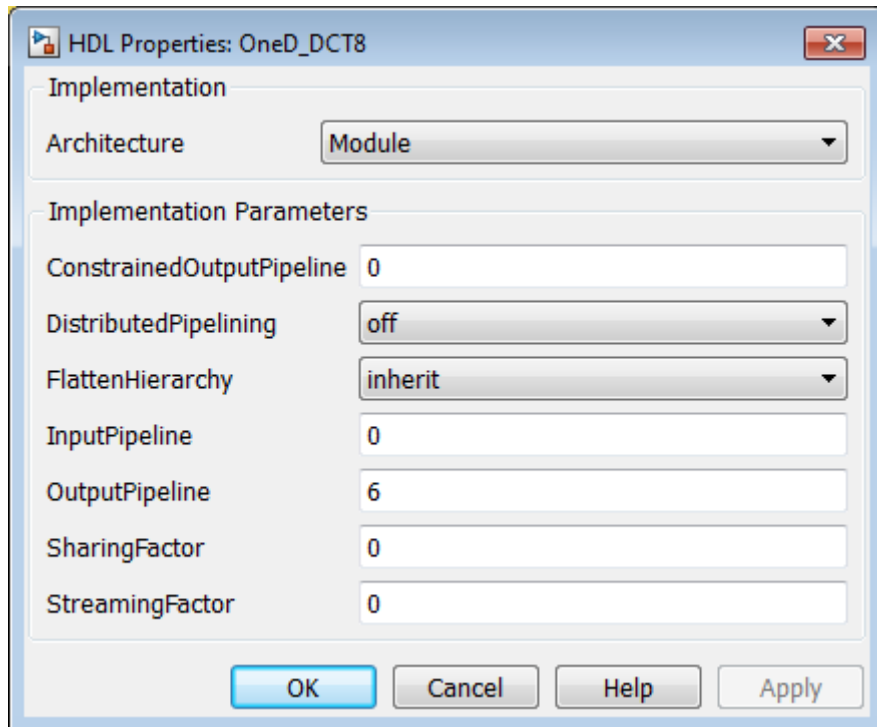 HDL Properties: OneD_DCT8
Implementation
Architecture Module
Implementation Parameters
ConstrainedOutputPipeline 0
DistributedPipelining off
FlattenHierarchy inherit
InputPipeline 0
OutputPipeline 6
SharingFactor 0
StreamingFactor 0
OK Cancel Help Apply